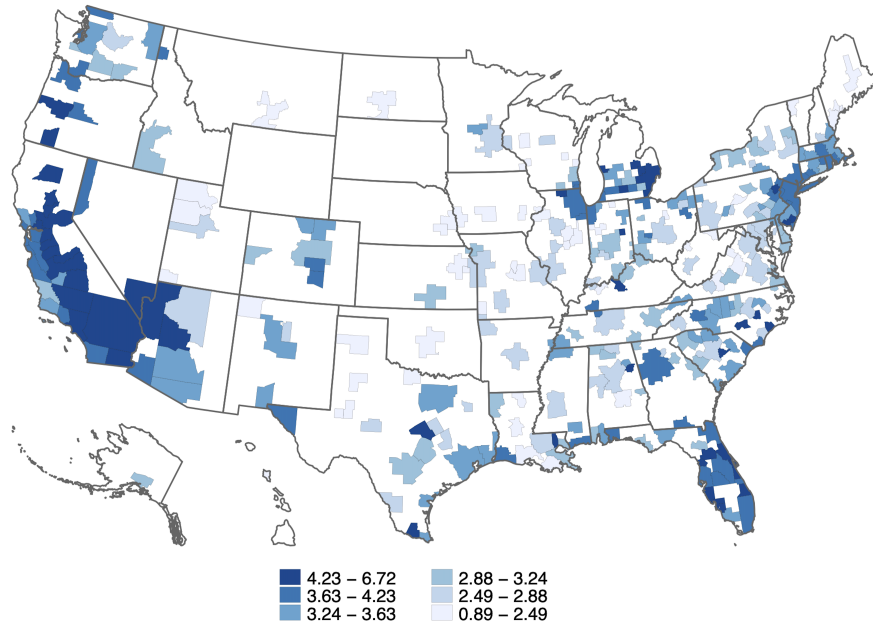 4.23 – 6.72 2.88 – 3.24
3.63 – 4.23 2.49 – 2.88
3.24 – 3.63 0.89 – 2.49